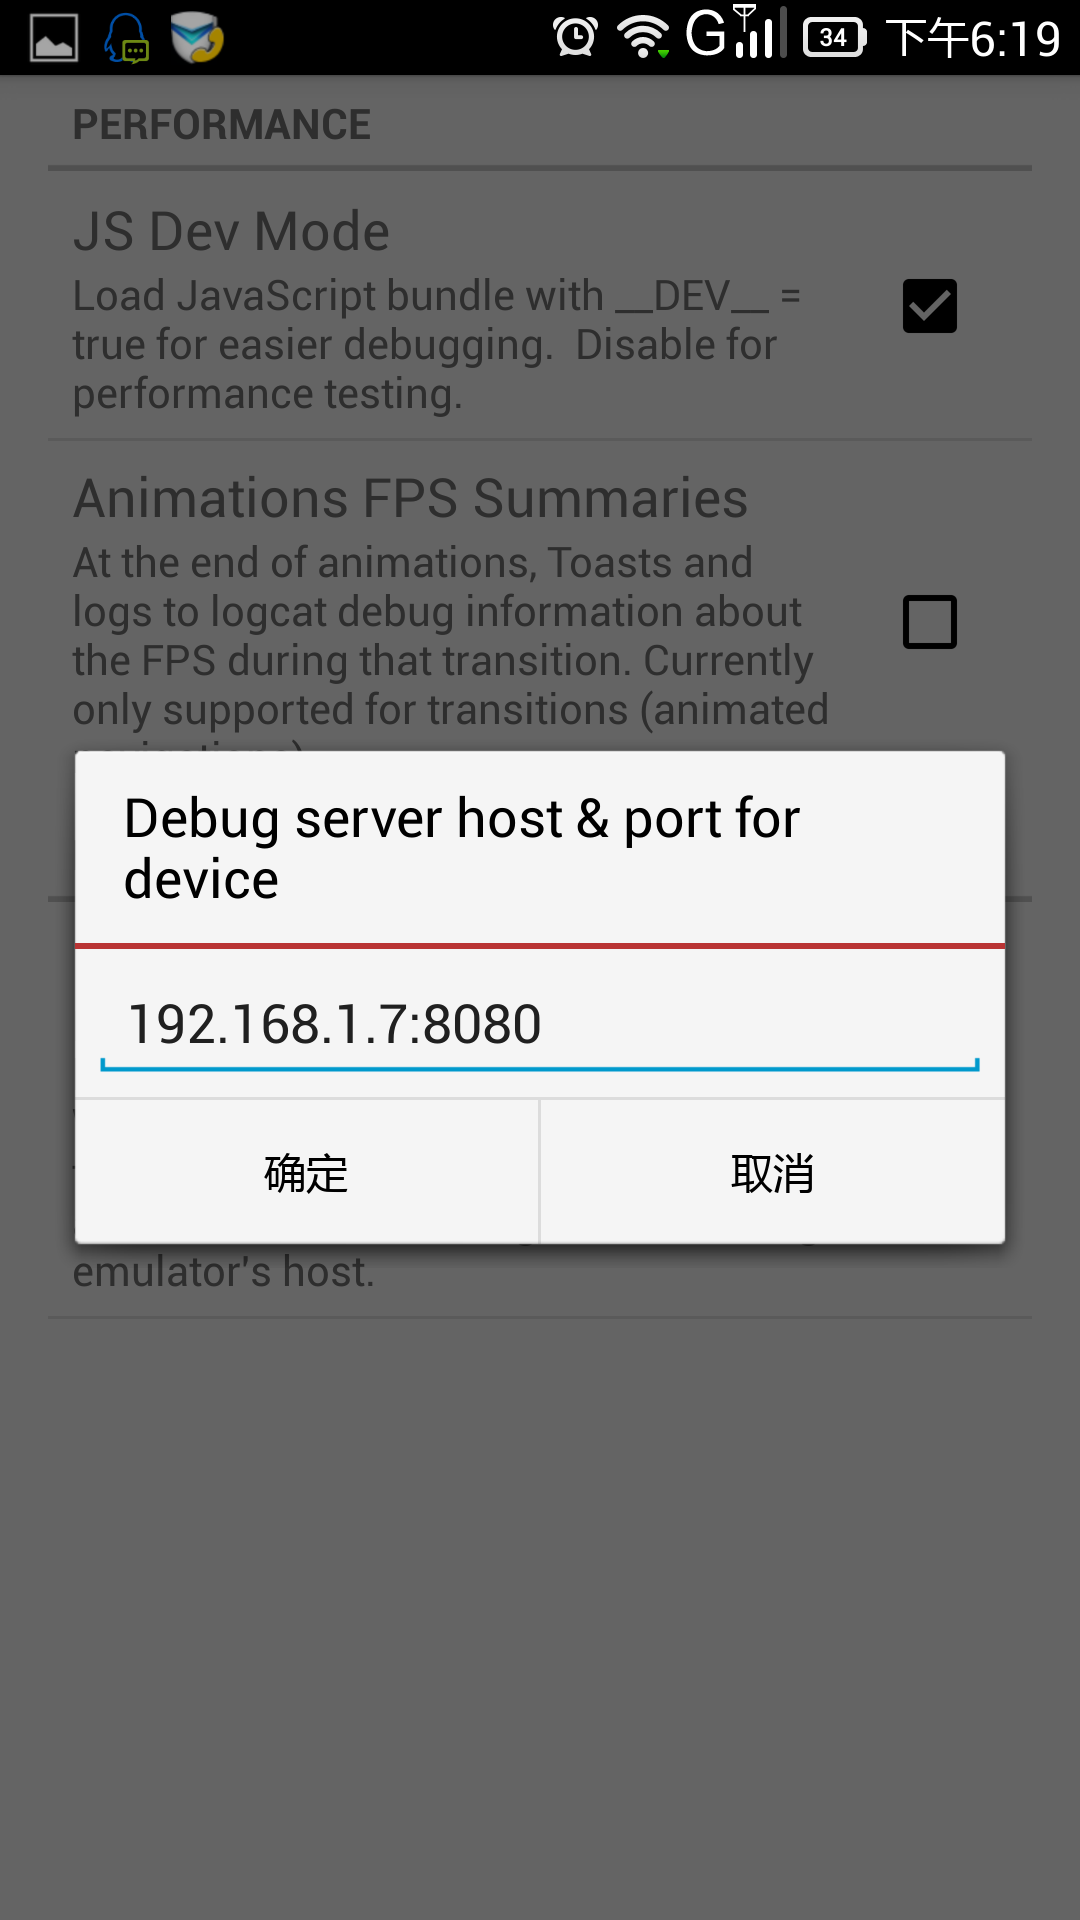 G
34
下午6:19
PERFORMANCE
JS Dev Mode
Load JavaScript bundle with __DEV__ =
true for easier debugging.  Disable for
performance testing.
Animations FPS Summaries
At the end of animations, Toasts and
logs to logcat debug information about
the FPS during that transition. Currently
only supported for transitions (animated
Debug server host & port for
device
192.168.1.7:8080
确定
取消
emulator's host.